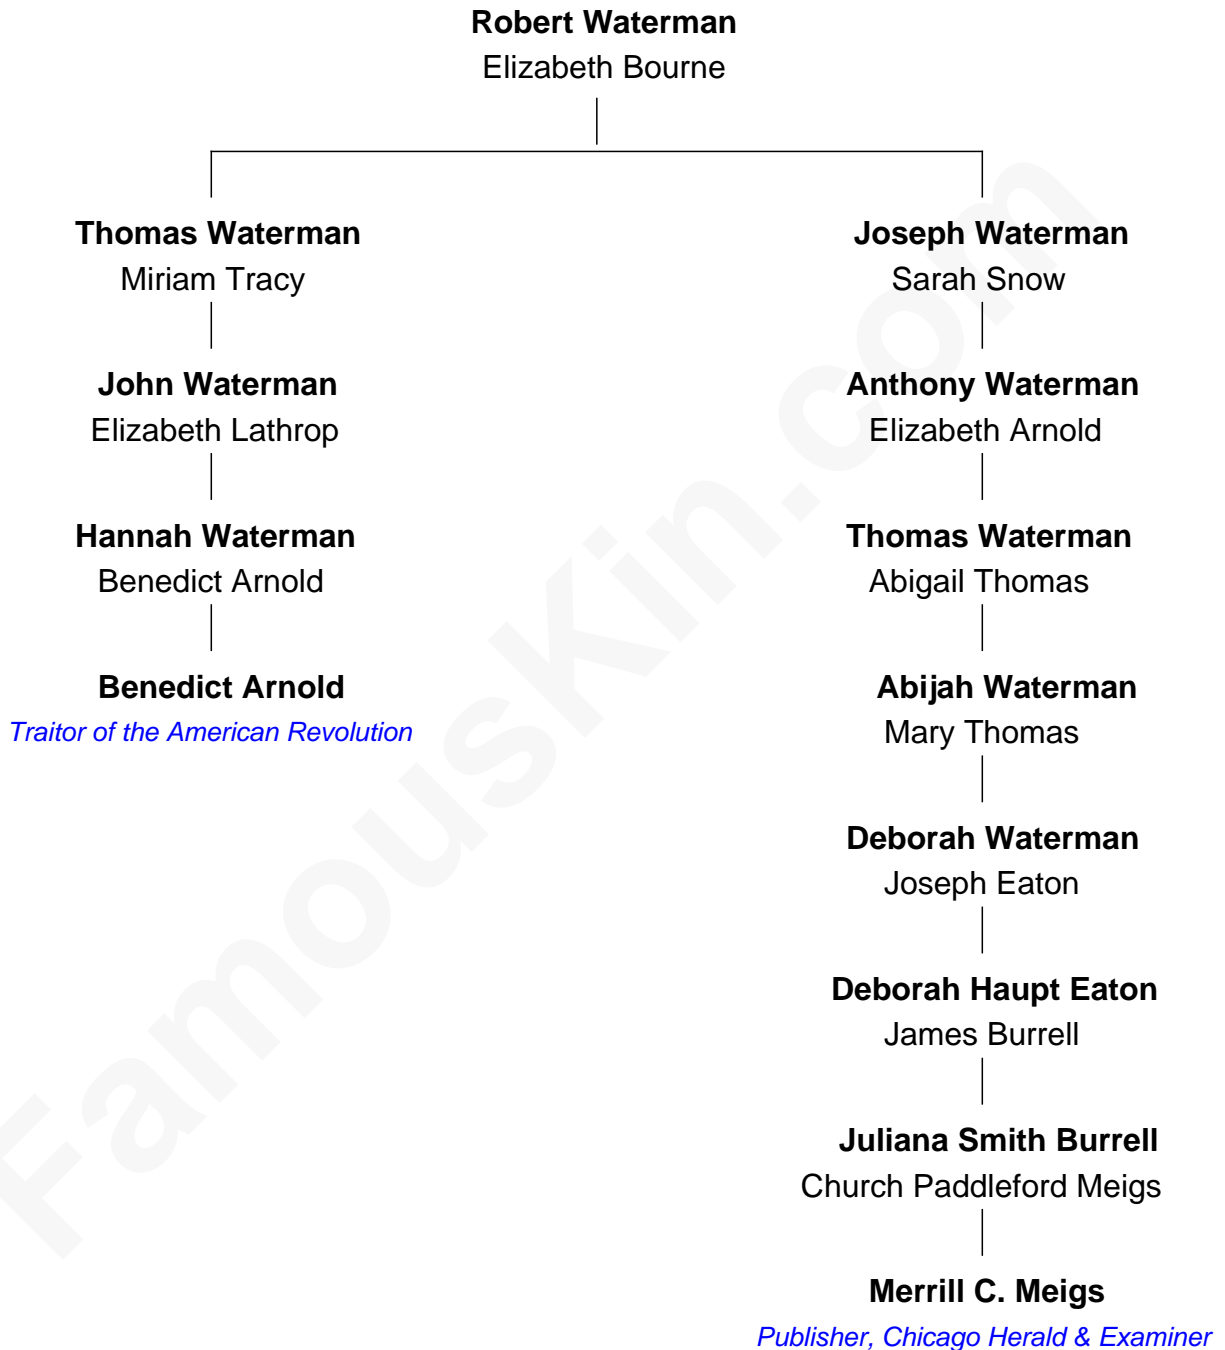 Robert Waterman
Elizabeth Bourne
Thomas Waterman
Miriam Tracy
John Waterman
Elizabeth Lathrop
Hannah Waterman
Benedict Arnold
Benedict Arnold
Traitor of the American Revolution
Joseph Waterman
Sarah Snow
Anthony Waterman
Elizabeth Arnold
Thomas Waterman
Abigail Thomas
Abijah Waterman
Mary Thomas
Deborah Waterman
Joseph Eaton
Deborah Haupt Eaton
James Burrell
Juliana Smith Burrell
Church Paddleford Meigs
Merrill C. Meigs
Publisher, Chicago Herald & Examiner
FamousKin.com